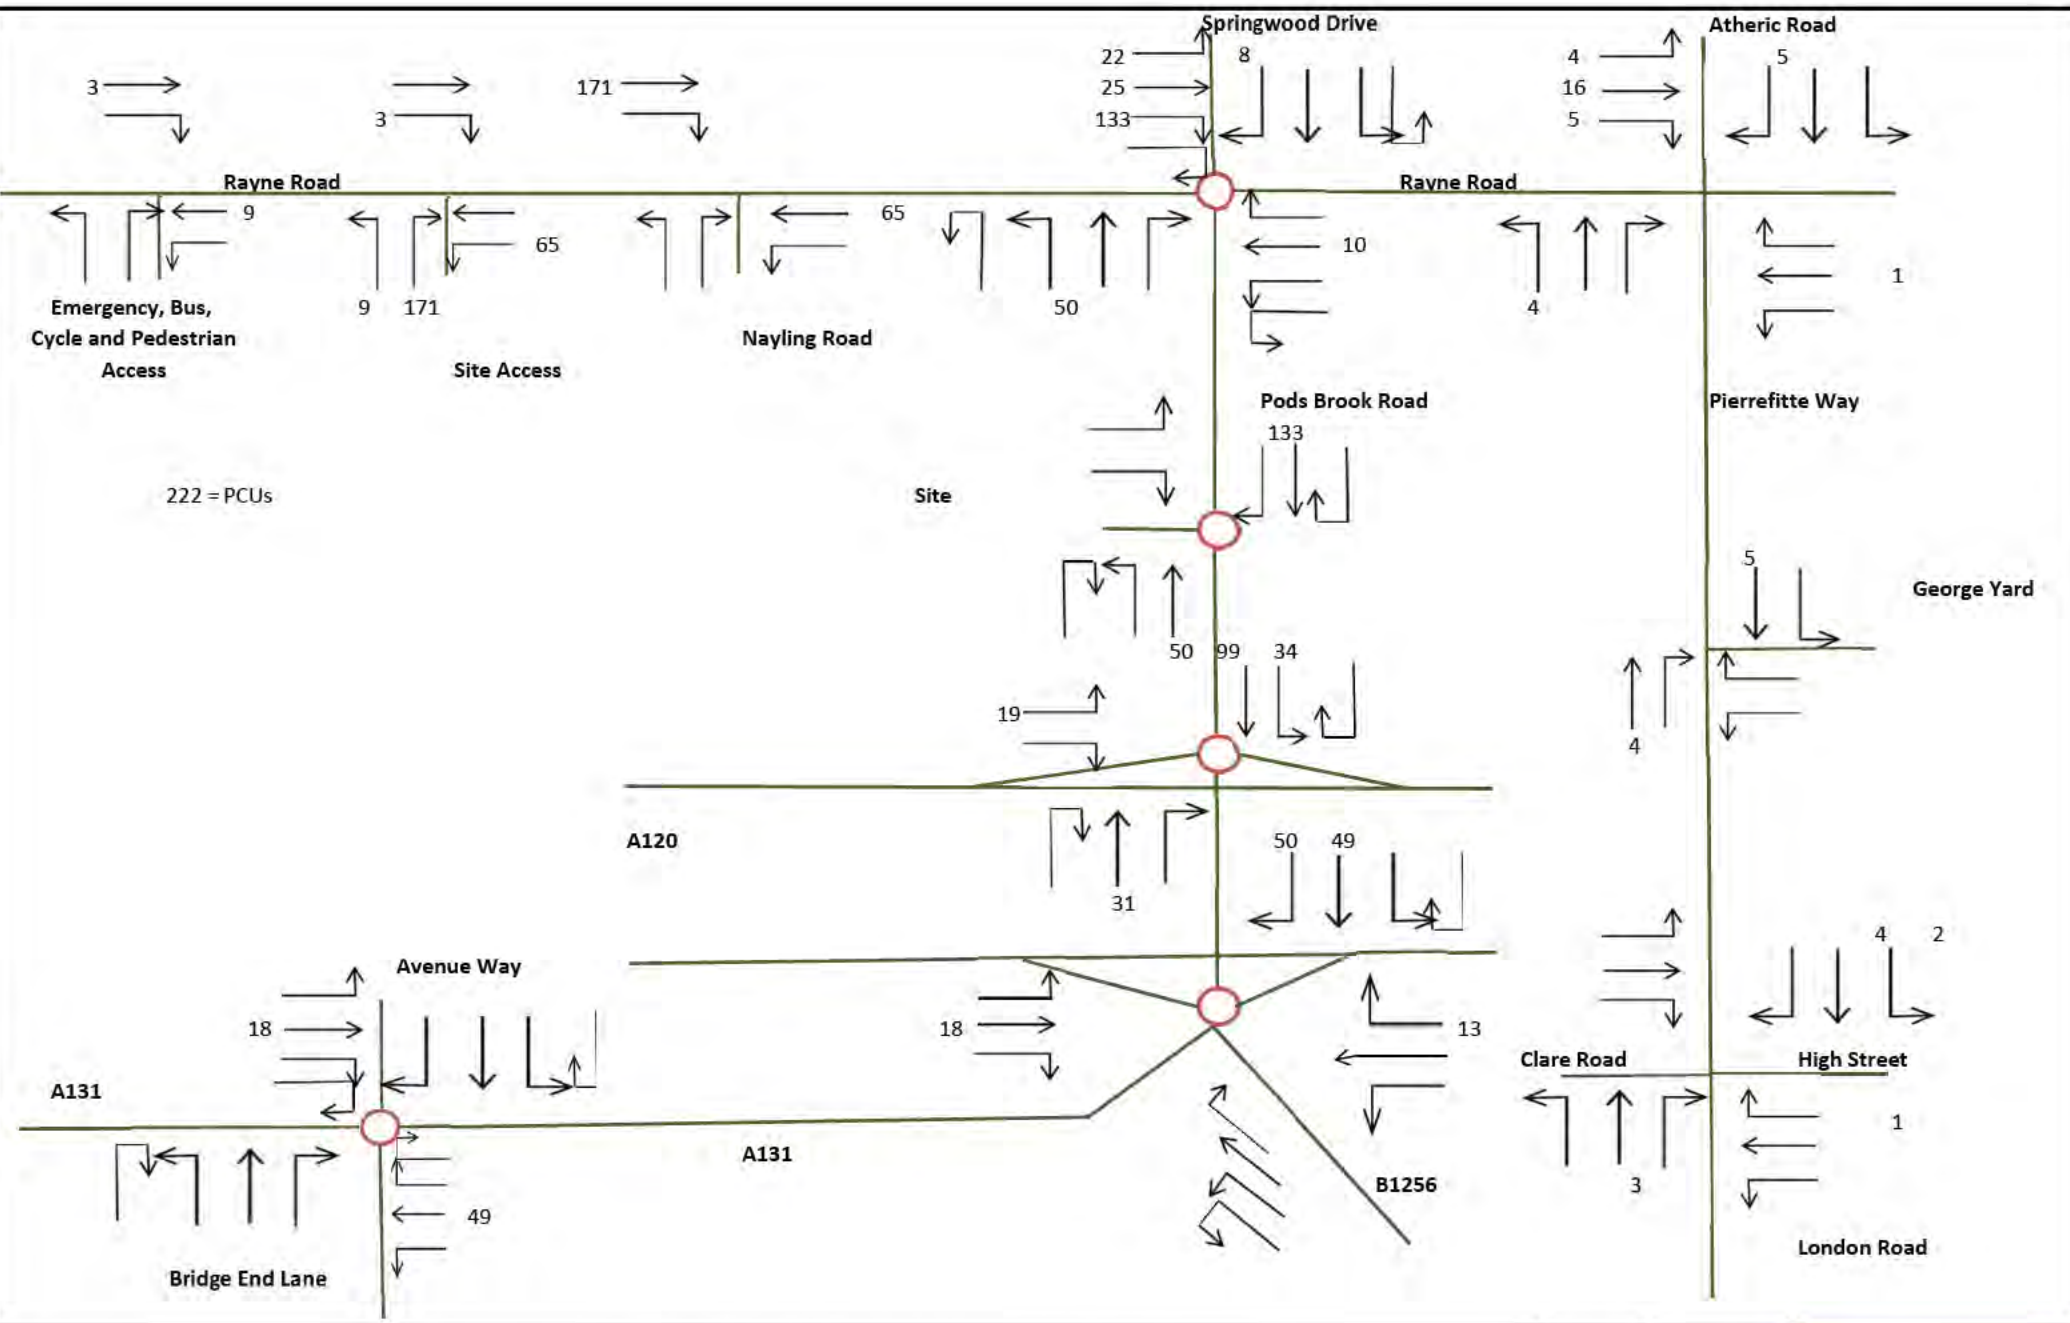 Springwood Drive
Atheric Road
22
8
4
5
3
171
25
16
3
133
5
Rayne Road
Rayne Road
9
65
65
10
1
9
171
50
4
Emergency, Bus,
Cycle and Pedestrian
Access
Nayling Road
Site Access
Pods Brook Road
Pierrefitte Way
133
222 = PCUs
Site
5
George Yard
50
99
34
19
4
A120
50
49
31
4
2
Avenue Way
18
18
13
Clare Road
High Street
A131
1
A131
B1256
3
49
London Road
Bridge End Lane